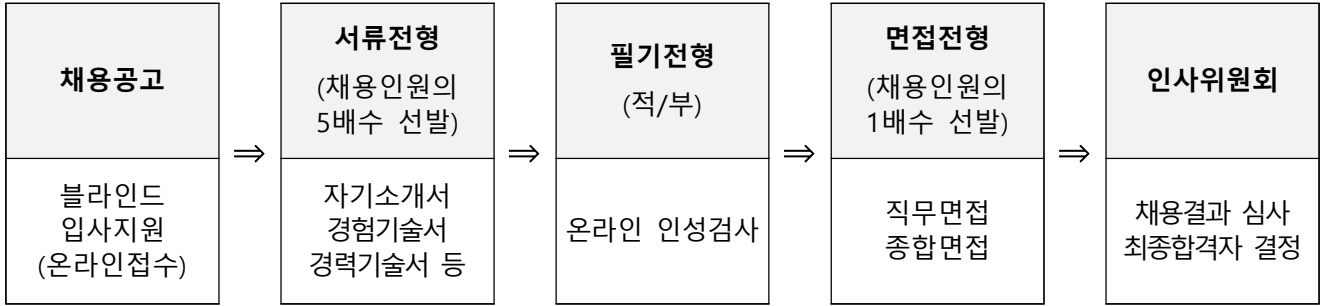 채용공고
블라인드
입사지원
(온라인접수)
⇒
서류전형
(채용인원의
5배수 선발)
자기소개서
경험기술서
경력기술서 등
⇒
필기전형
(적/부)
온라인 인성검사
⇒
면접전형
(채용인원의
1배수 선발)
직무면접
종합면접
⇒
인사위원회
채용결과 심사
최종합격자 결정